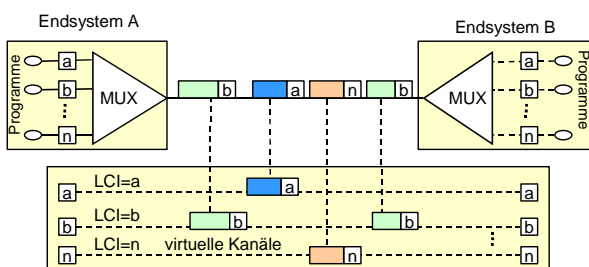 Endsystem A
Endsystem B
Programme
a
b
n
MUX
b
a
n
b
MUX
a
b
n
Programme
a
LCI=a
a
a
b
LCI=b
b
b
b
n
LCI=n
virtuelle Kanäle
n
n